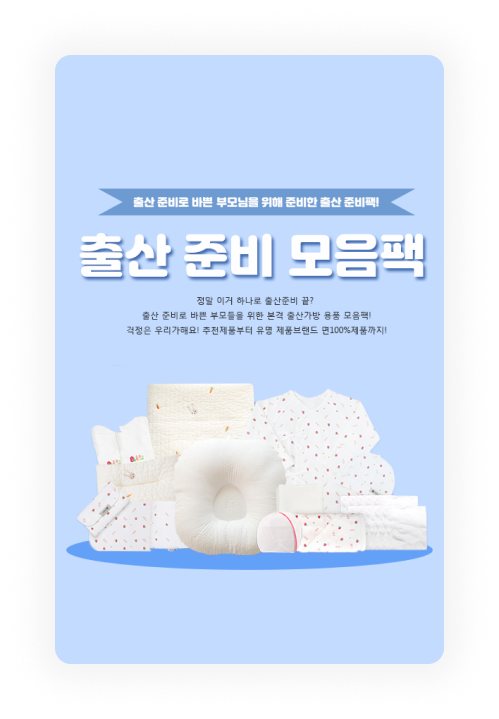 출산 준비로 바쁜 부모님을 위해 준비한 출산 준비팩!
출산 준비 모음팩
정말 이거 하나로 출산준비 끝?
출산 준비로 바쁜 부모들을 위한 본격 출산가방 용품 모음팩!
걱정은 우리가해요! 추천제품부터 유명 제품브랜드 면100%제품까지!